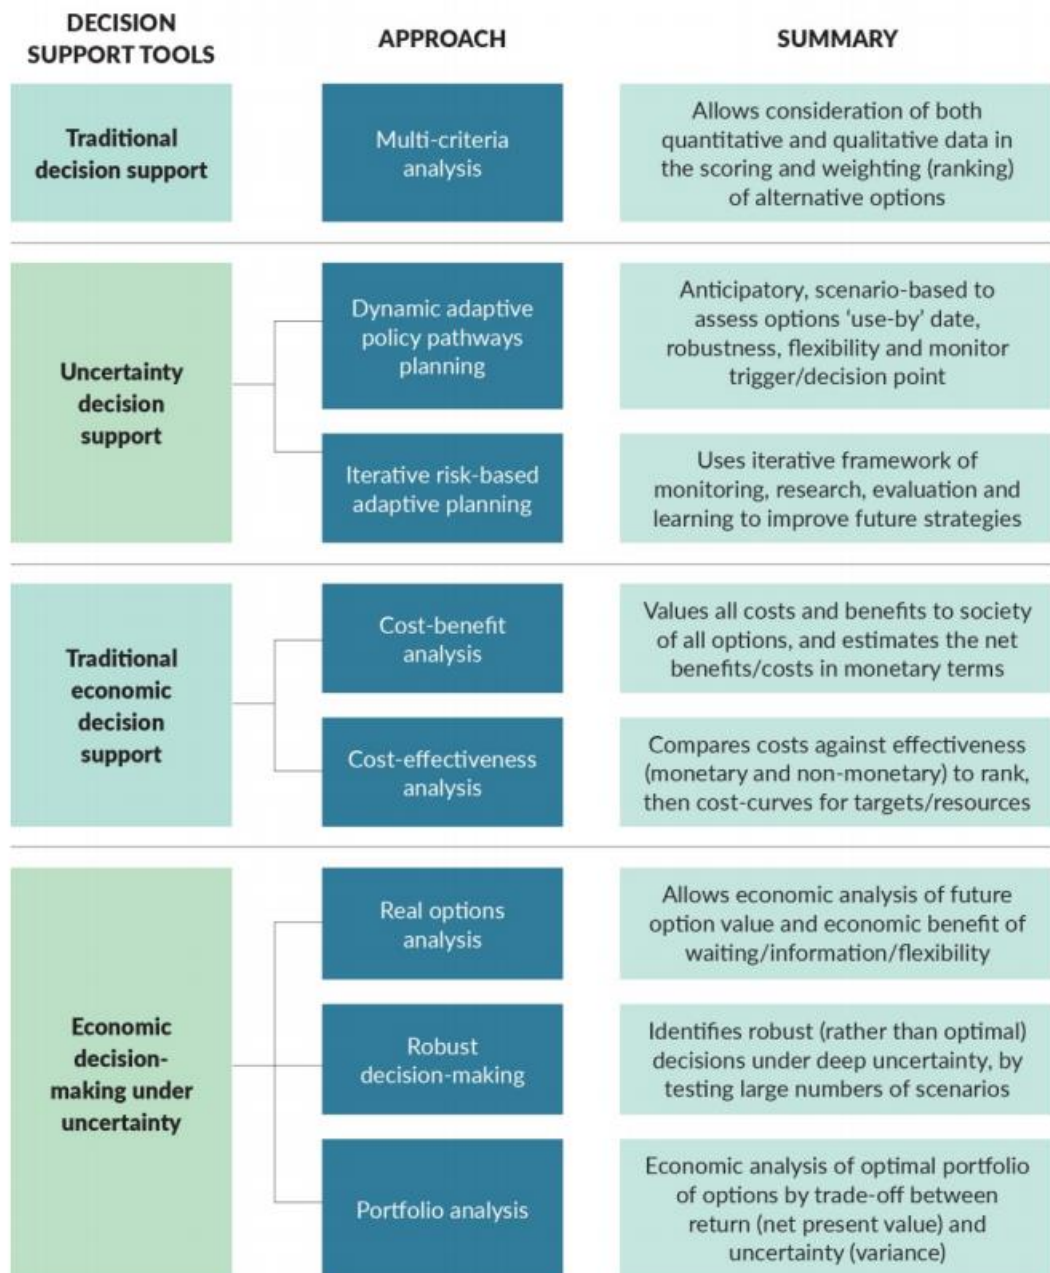 DECISION
SUPPORT TOOLS
APPROACH
SUMMARY
Traditional
decision support
Multi-criteria
analysis
Allows consideration of both
quantitative and qualitative data in
the scoring and weighting (ranking)
of alternative options
Uncertainty
decision
support
Dynamic adaptive
policy pathways
planning
Anticipatory, scenario-based to
assess options ‘use-by’ date,
robustness, flexibility and monitor
trigger/decision point
Iterative risk-based
adaptive planning
Uses iterative framework of
monitoring, research, evaluation and
learning to improve future strategies
Traditional
economic
decision
support
Cost-benefit
analysis
Values all costs and benefits to society
of all options, and estimates the net
benefits/costs in monetary terms
Cost-effectiveness
analysis
Compares costs against effectiveness
(monetary and non-monetary) to rank,
then cost-curves for targets/resources
Economic
decision-
making under
uncertainty
Real options
analysis
Allows economic analysis of future
option value and economic benefit of
waiting/information/flexibility
Robust
decision-making
Identifies robust (rather than optimal)
decisions under deep uncertainty, by
testing large numbers of scenarios
Portfolio analysis
Economic analysis of optimal portfolio
of options by trade-off between
return (net present value) and
uncertainty (variance)